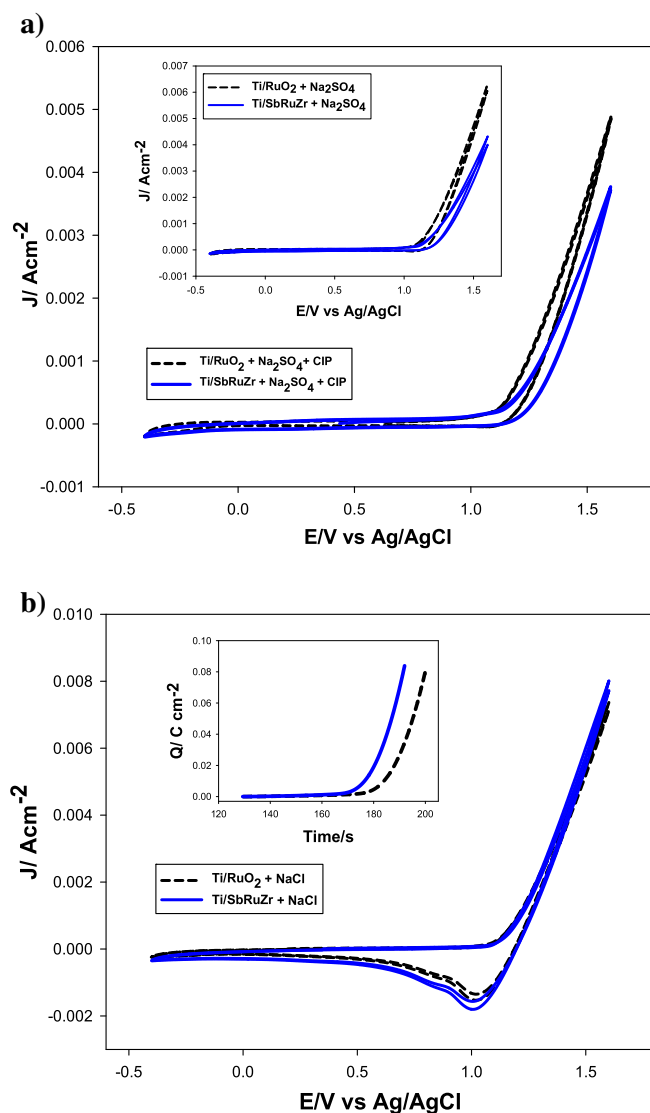 a)
0.006
0.005
0.004
0.003
0.002
0.001
0.000
-0.001
J/ Acm-2
-0.5 0.0 0.5 1.0 1.5
E/V vs Ag/AgCl
0.007
0.006
0.005
0.004
0.003
0.002
0.001
0.000
-0.001
J/ Acm-2
Ti/RuO2 + Na2SO4
Ti/SbRuZr + Na2SO4
-0.5 0.0 0.5 1.0 1.5
E/V vs Ag/AgCl
Ti/RuO2 + Na2SO4+ CIP
Ti/SbRuZr + Na2SO4 + CIP
b)
0.010
0.008
0.006
0.004
0.002
0.000
-0.002
J/ Acm-2
0.10
0.08
0.06
0.04
0.02
0.00
Q/ C cm-2
120 140 160 180 200
Time/s
Ti/RuO2 + NaCl
Ti/SbRuZr + NaCl
-0.5 0.0 0.5 1.0 1.5
E/V vs Ag/AgCl